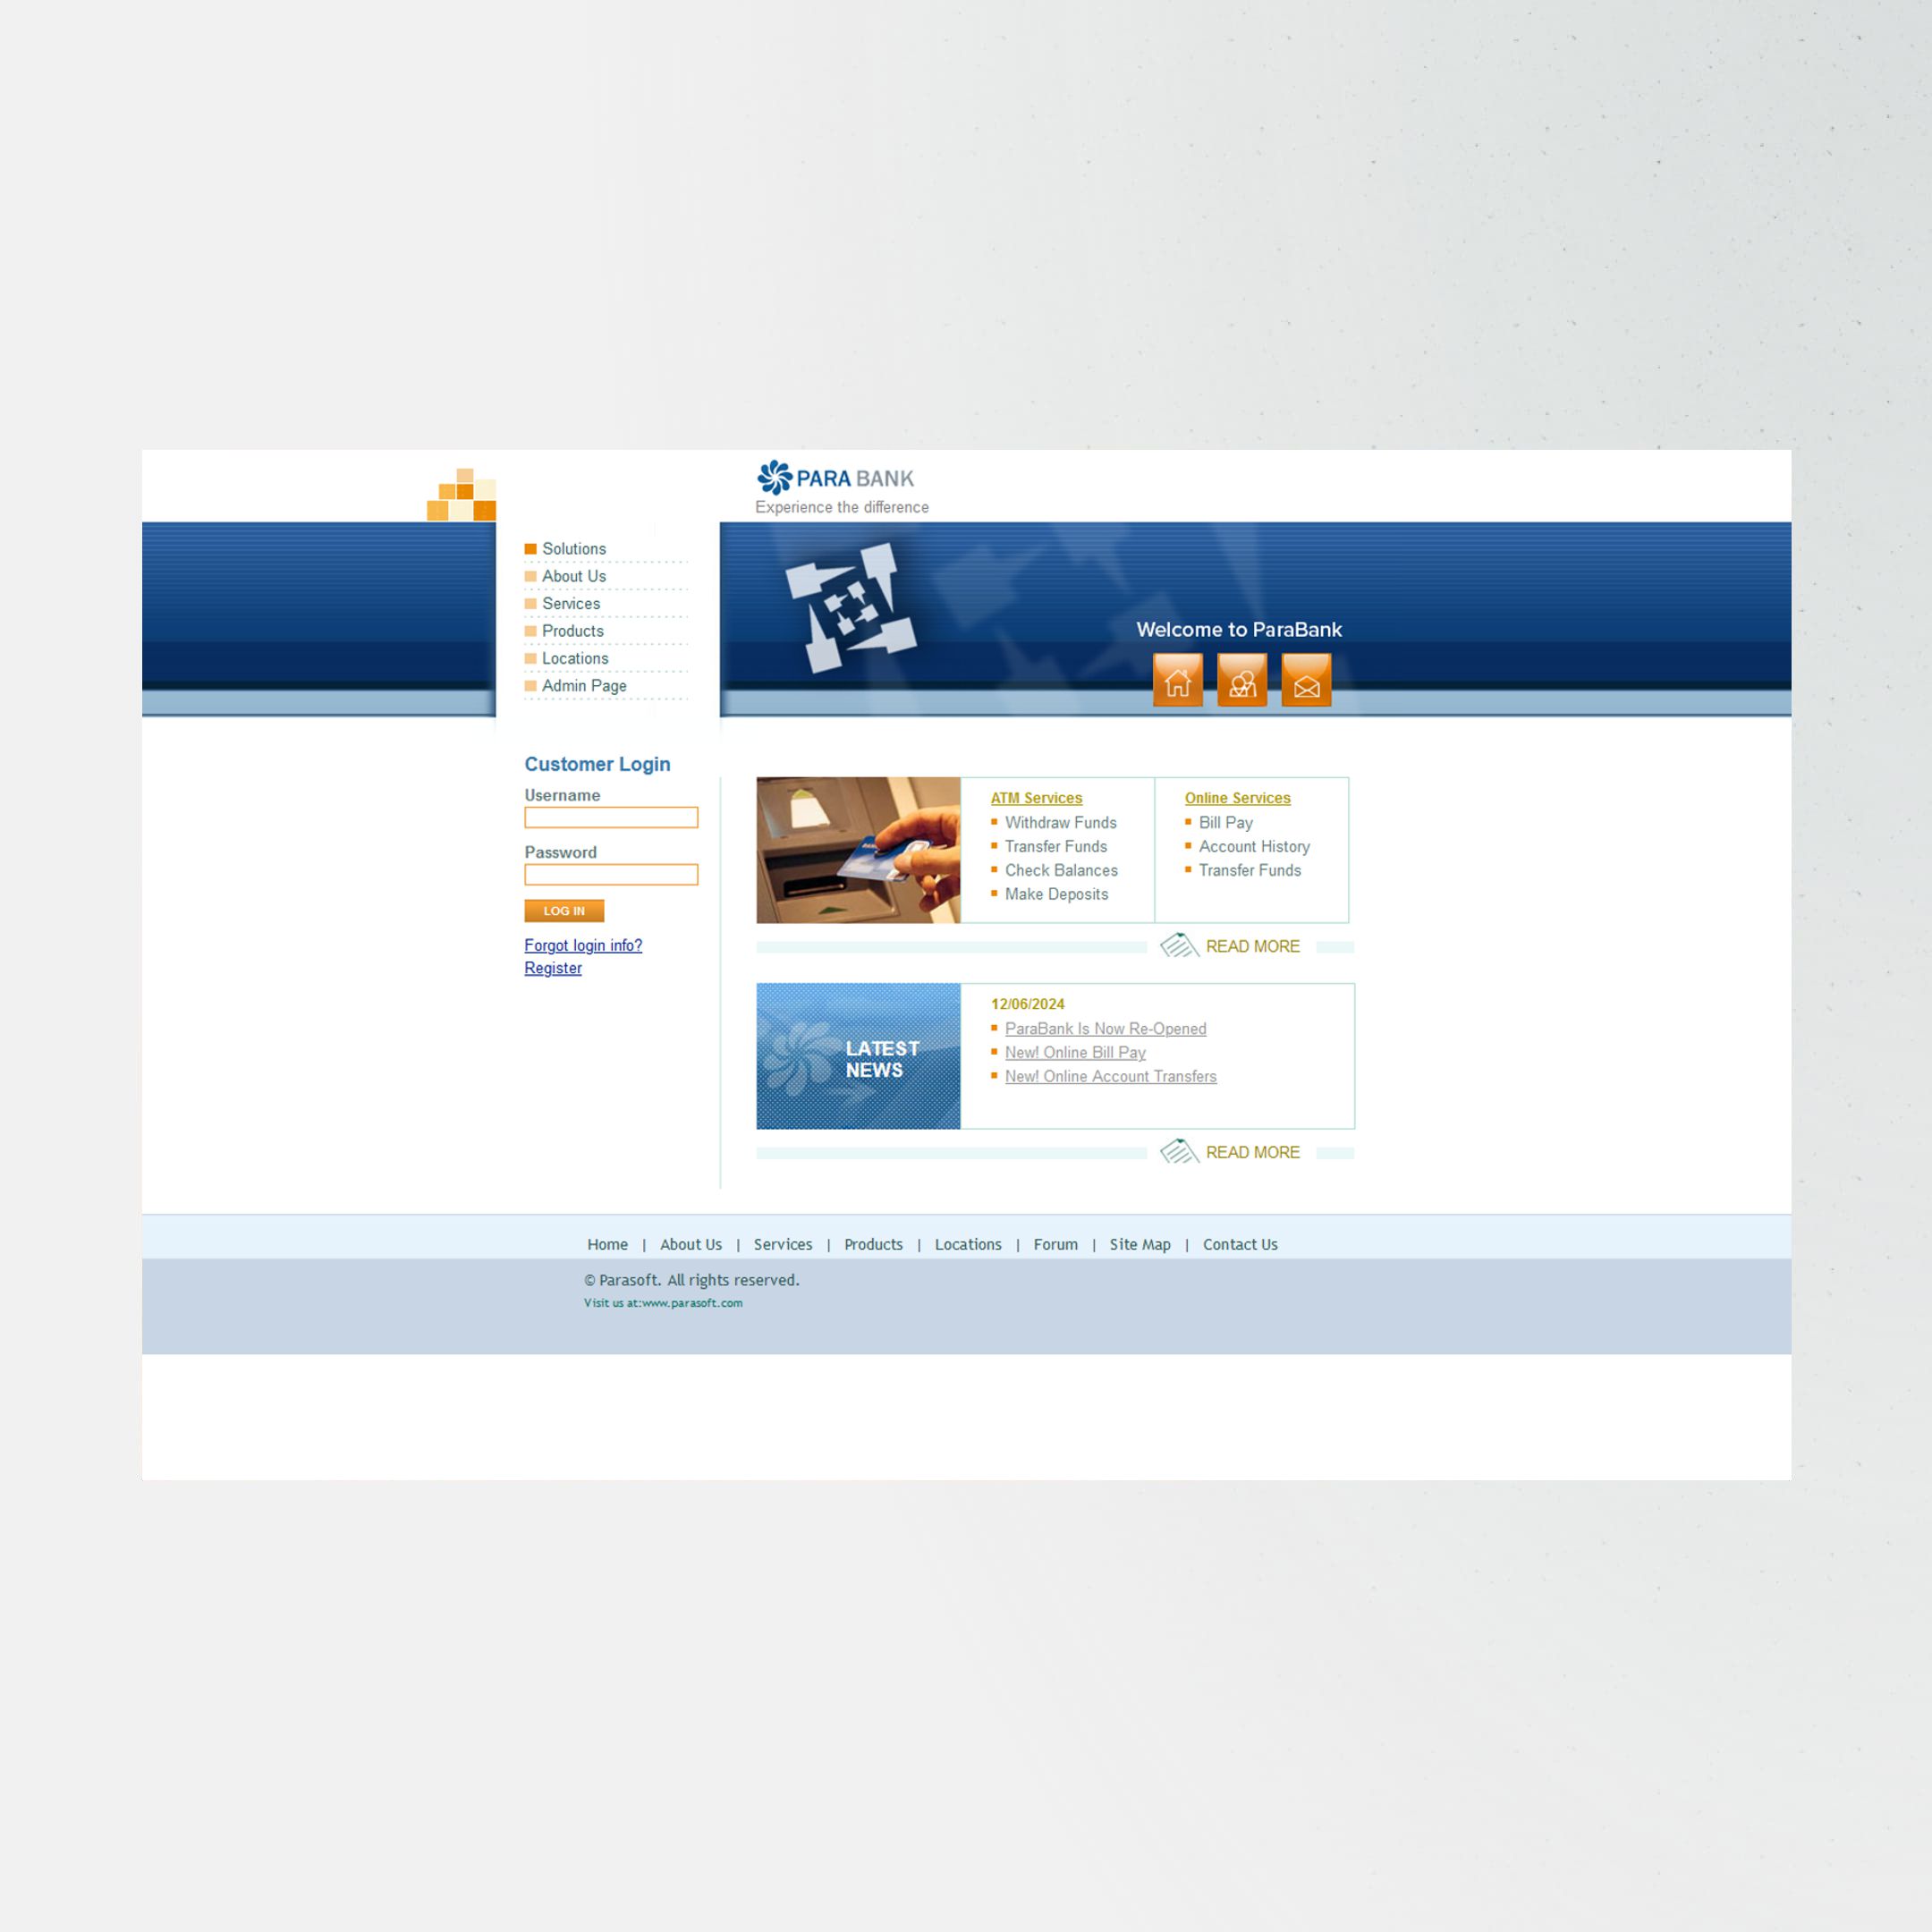 PARA BANK
Experience the difference
Solutions
About Us
Services
Products
Locations
Admin Page
Welcome to ParaBank
Customer Login
Username
Password
LOG IN
Forgot login info?
Register
ATM Services
Withdraw Funds
Transfer Funds
Check Balances
Make Deposits
Online Services
Bill Pay
Account History
Transfer Funds
READ MORE
LATEST
NEWS
12/06/2024
ParaBank Is Now Re-Opened
New! Online Bill Pay
New! Online Account Transfers
READ MORE
Home | About Us | Services | Products | Locations | Forum | Site Map | Contact Us
© Parasoft. All rights reserved.
Visit us at:www.parasoft.com